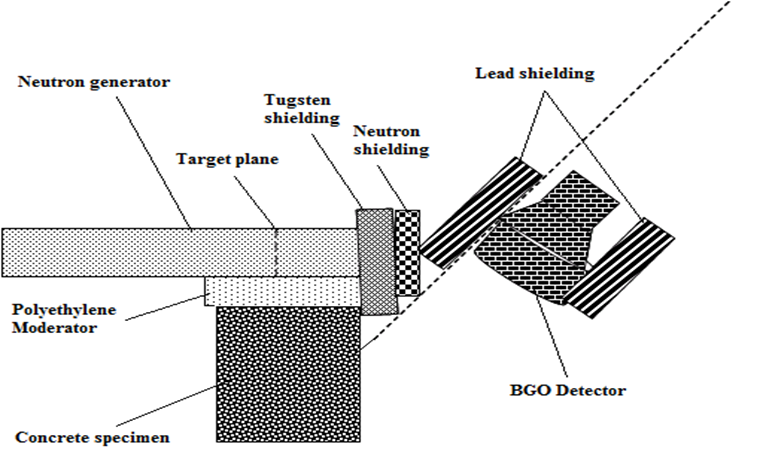 Lead shielding
Neutron generator
Tugsten
shielding
Neutron
shielding
Target plane
Polyethylene
Moderator
BGO Detector
Concrete specimen